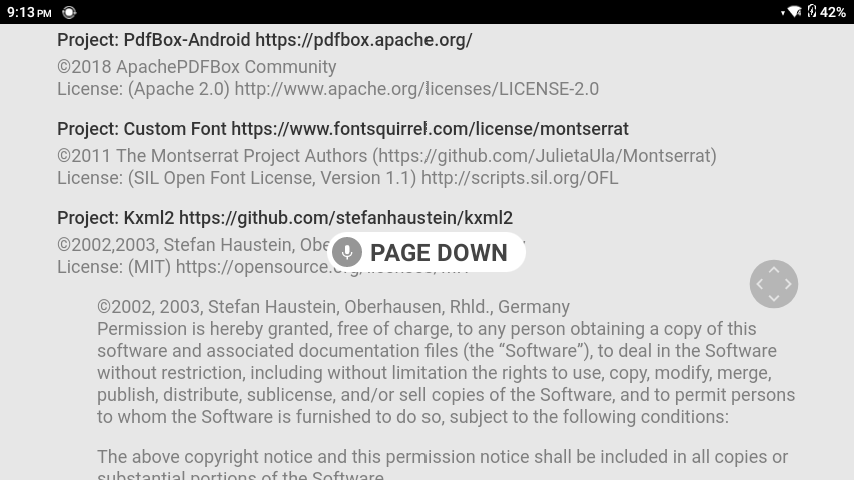 9:13 PM
42%
Project: PdfBox-Android https://pdfbox.apache.org/
©2018 ApachePDFBox Community
License: (Apache 2.0) http://www.apache.org/licenses/LICENSE-2.0
Project: Custom Font https://www.fontsquirrel.com/license/montserrat
©2011 The Montserrat Project Authors (https://github.com/JulietaUla/Montserrat)
License: (SIL Open Font License, Version 1.1) http://scripts.sil.org/OFL
Project: Kxml2 https://github.com/stefanhaustein/kxml2
©2002,2003, Stefan Haustein,
PAGE DOWN
License: (MIT)
©2002, 2003, Stefan Haustein, Oberhausen, Rhld., Germany
Permission is hereby granted, free of charge, to any person obtaining a copy of this
software and associated documentation files (the “Software”), to deal in the Software
without restriction, including without limitation the rights to use, copy, modify, merge,
publish, distribute, sublicense, and/or sell copies of the Software, and to permit persons
to whom the Software is furnished to do so, subject to the following conditions:
The above copyright notice and this permission notice shall be included in all copies or
substantial portions of the Software.